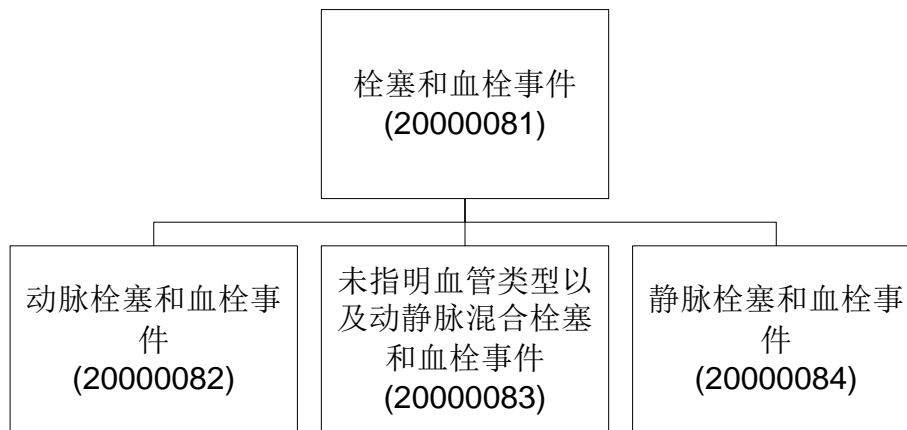 栓塞和血栓事件
(20000081)
动脉栓塞和血栓事
件
(20000082)
未指明血管类型以
及动静脉混合栓塞
和血栓事件
(20000083)
静脉栓塞和血栓事
件
(20000084)